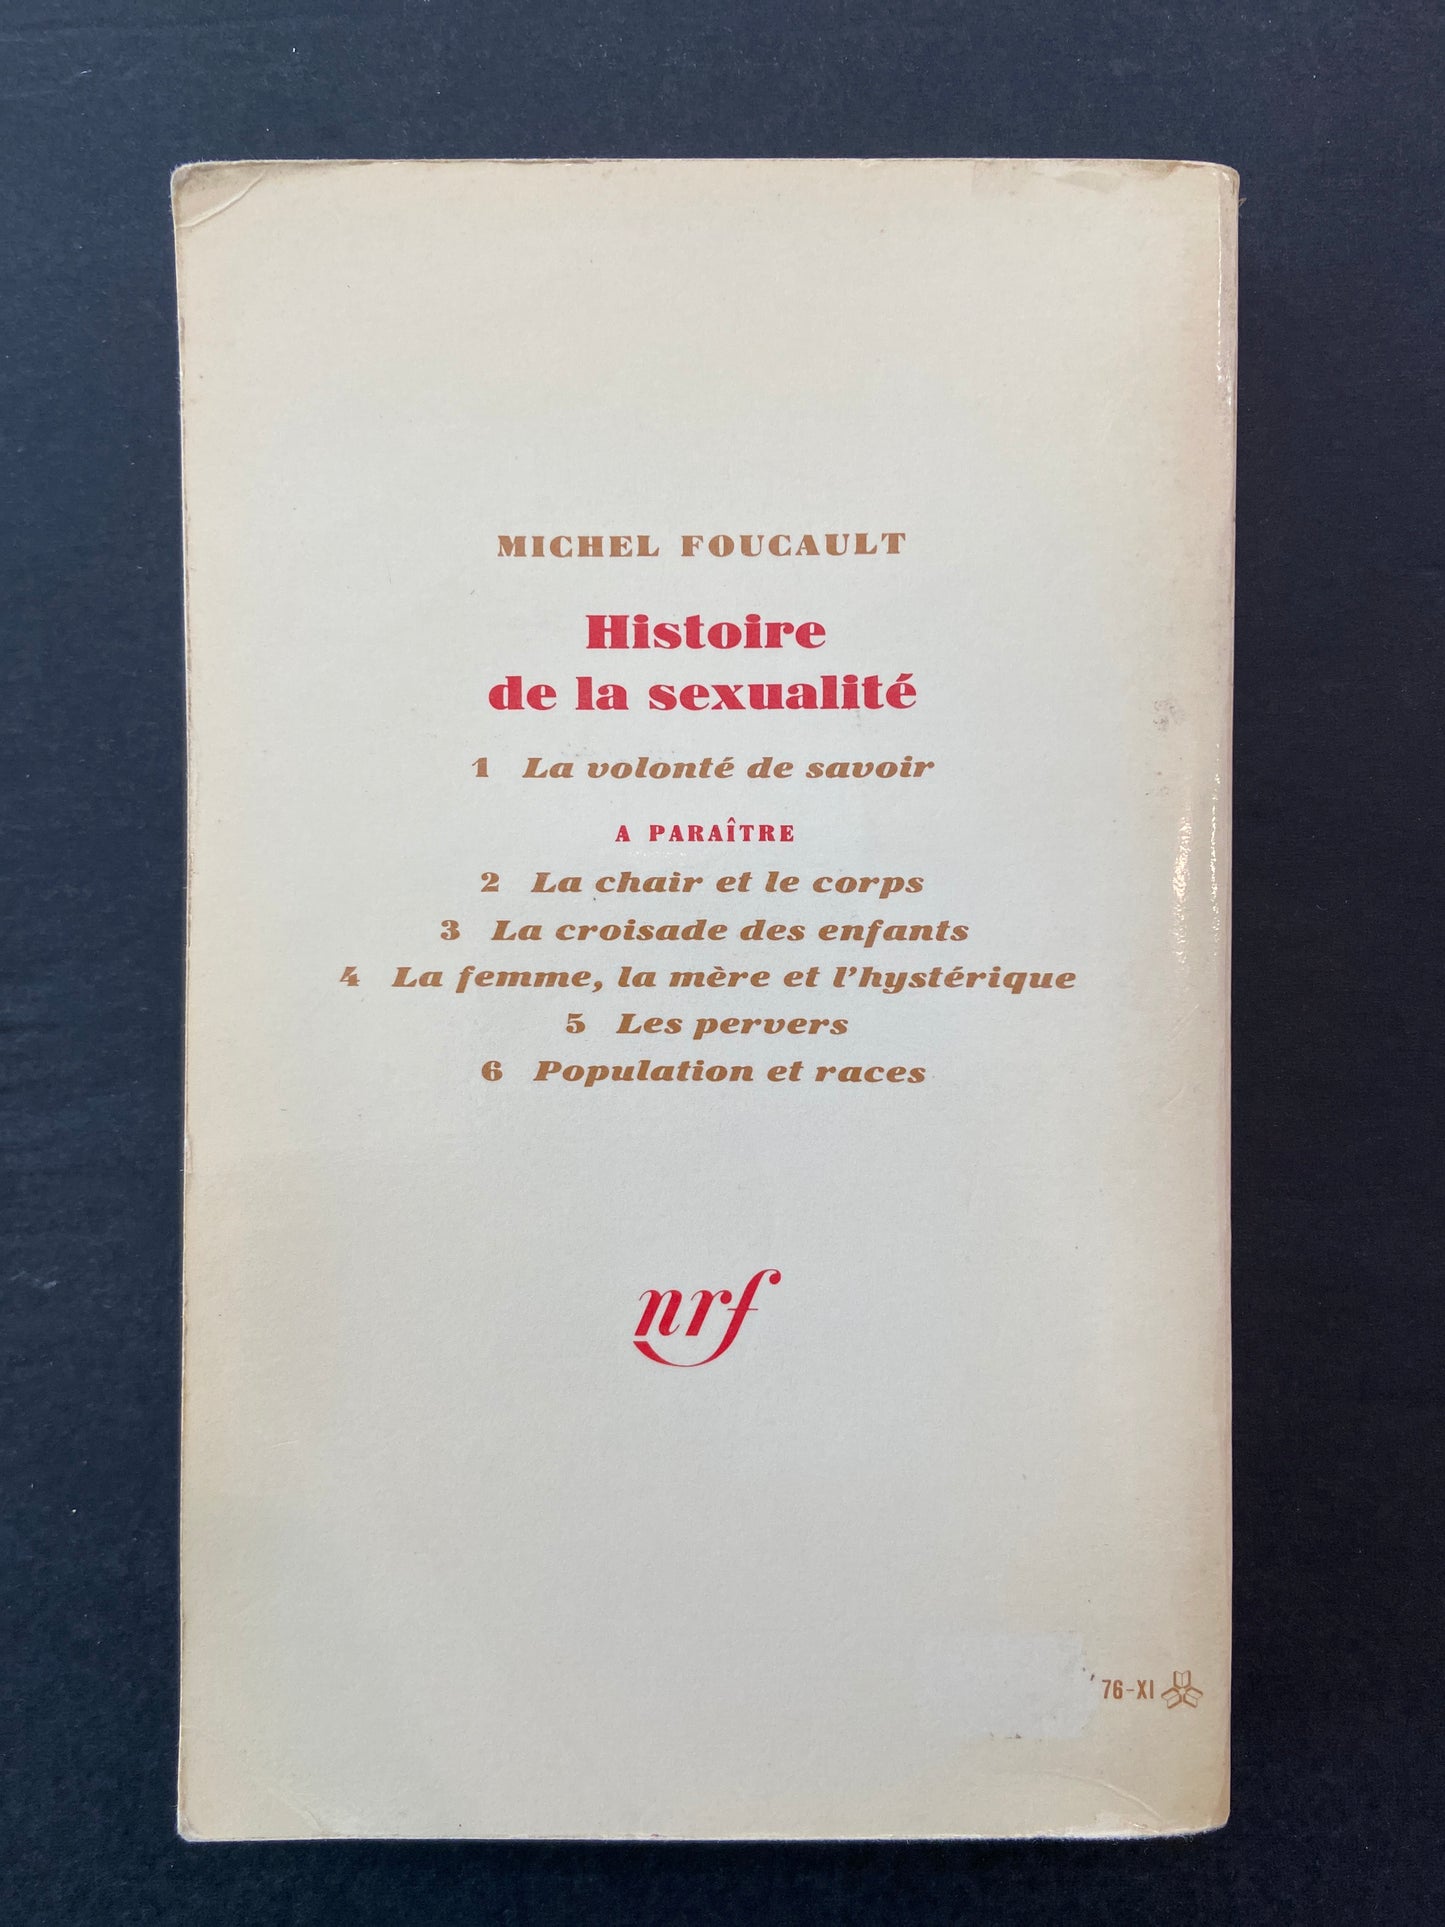 MICHEL FOUCAULT
Histoire
de la sexualité
1 La volonté de savoir
A PARAÎTRE
2 La chair et le corps
3 La croisade des enfants
4 La femme, la mère et l'hystérique
5 Les pervers
6 Population et races
nrf
76-XI